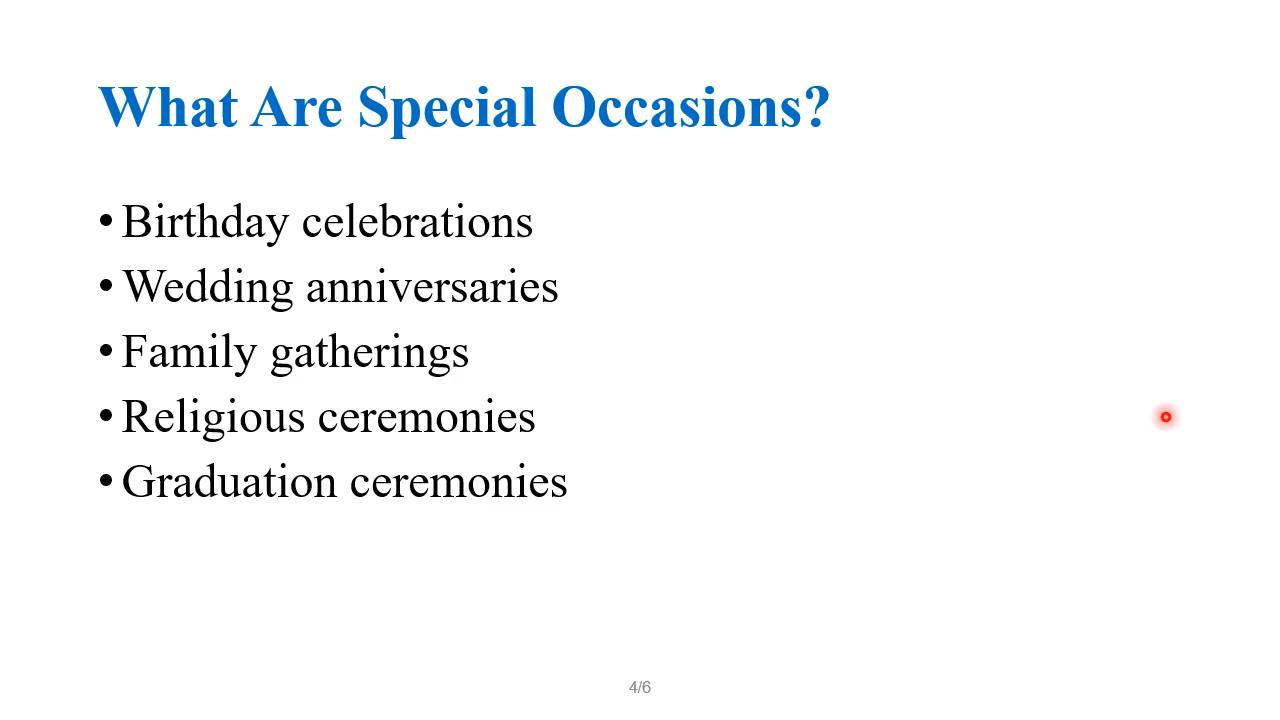 What Are Special Occasions?
• Birthday celebrations
• Wedding anniversaries
• Family gatherings
• Religious ceremonies
• Graduation ceremonies
4/6